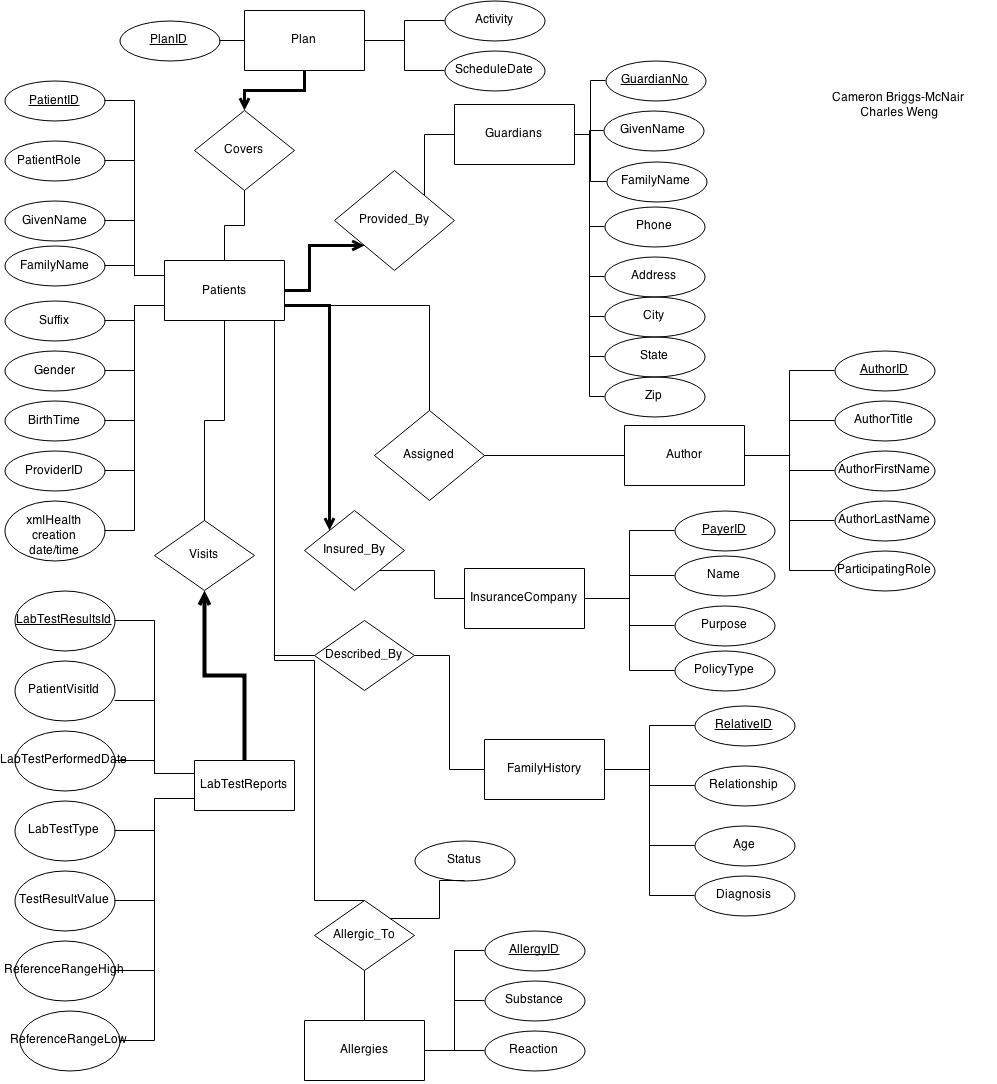 Activity
PlanID
Plan
ScheduleDate
GuardianNo
PatientID
Cameron Briggs-McNair
Charles Weng
GivenName
Guardians
Covers
PatientRole
FamilyName
GivenName
Provided_By
Phone
FamilyName
Address
Patients
City
Suffix
State
Gender
AuthorID
Zip
BirthTime
AuthorTitle
Assigned
Author
ProviderID
AuthorFirstName
xmlHealth
creation
date/time
AuthorLastName
PayerID
Visits
Insured_By
Name
ParticipatingRole
InsuranceCompany
LabTestResultsId
Purpose
Described_By
PolicyType
PatientVisitId
RelativeID
LabTestPerformedDate
FamilyHistory
LabTestReports
Relationship
LabTestType
Age
Status
TestResultValue
Diagnosis
Allergic_To
AllergyID
ReferenceRangeHigh
Substance
ReferenceRangeLow
Allergies
Reaction